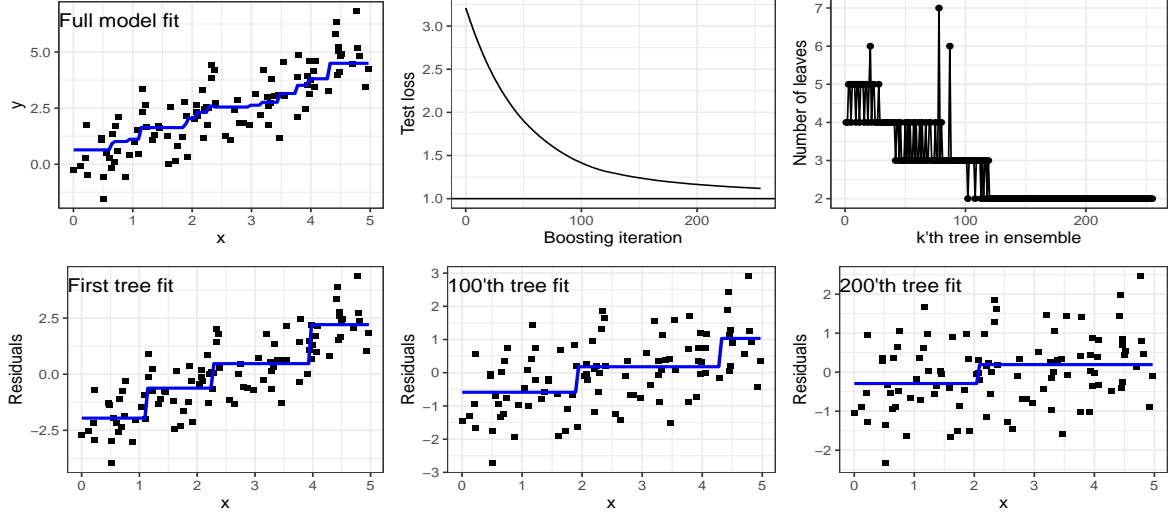 Full model fit
y
5.0
2.5
0.0
0 1 2 3 4 5
x
Test loss
3.0
2.5
2.0
1.5
1.0
0 100 200
Boosting iteration
Number of leaves
7
6
5
4
3
2
0 100 200
k'th tree in ensemble
First tree fit
Residuals
2.5
0.0
−2.5
0 1 2 3 4 5
x
100'th tree fit
Residuals
3
2
1
0
−1
−2
−3
0 1 2 3 4 5
x
200'th tree fit
Residuals
2
1
0
−1
−2
0 1 2 3 4 5
x